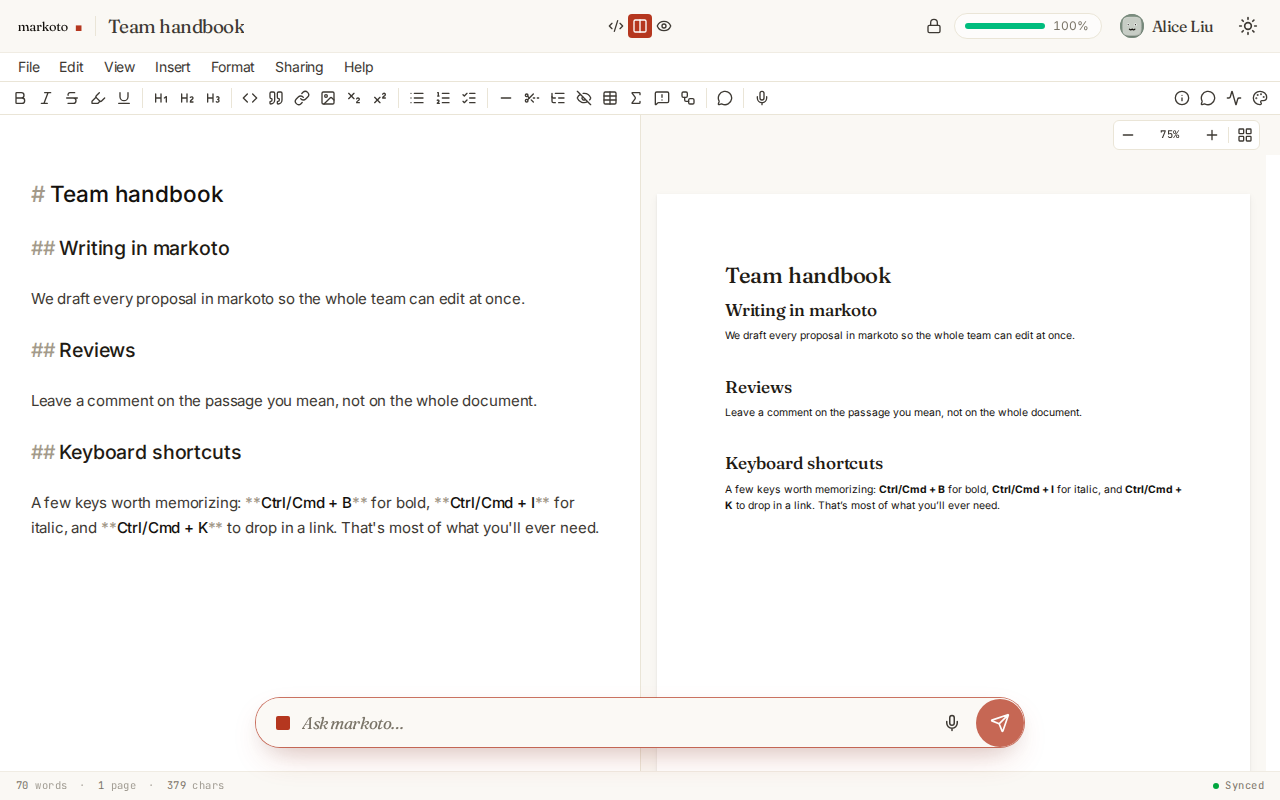 markoto
Team handbook
100%
Alice Liu
File Edit View Insert Format Sharing Help
H1 H2 H3
75%
# Team handbook
## Writing in markoto
We draft every proposal in markoto so the whole team can edit at once.
## Reviews
Leave a comment on the passage you mean, not on the whole document.
## Keyboard shortcuts
A few keys worth memorizing: **Ctrl/Cmd + B** for bold, **Ctrl/Cmd + I** for
italic, and **Ctrl/Cmd + K** to drop in a link. That's most of what you'll ever need.
Team handbook
Writing in markoto
We draft every proposal in markoto so the whole team can edit at once.
Reviews
Leave a comment on the passage you mean, not on the whole document.
Keyboard shortcuts
A few keys worth memorizing: Ctrl/Cmd + B for bold, Ctrl/Cmd + I for italic, and Ctrl/Cmd +
K to drop in a link. That's most of what you'll ever need.
Ask markoto...
70 words · 1 page · 379 chars
Synced